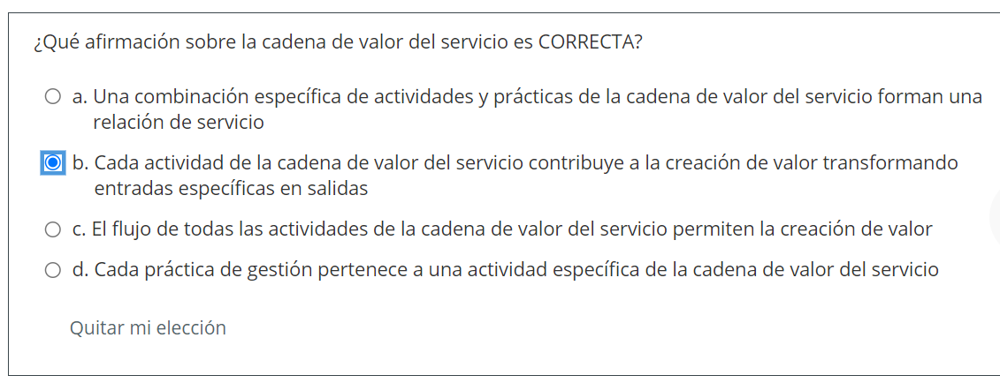 ¿Qué afirmación sobre la cadena de valor del servicio es CORRECTA?
a. Una combinación específica de actividades y prácticas de la cadena de valor del servicio forman una
relación de servicio
b. Cada actividad de la cadena de valor del servicio contribuye a la creación de valor transformando
entradas específicas en salidas
c. El flujo de todas las actividades de la cadena de valor del servicio permiten la creación de valor
d. Cada práctica de gestión pertenece a una actividad específica de la cadena de valor del servicio
Quitar mi elección